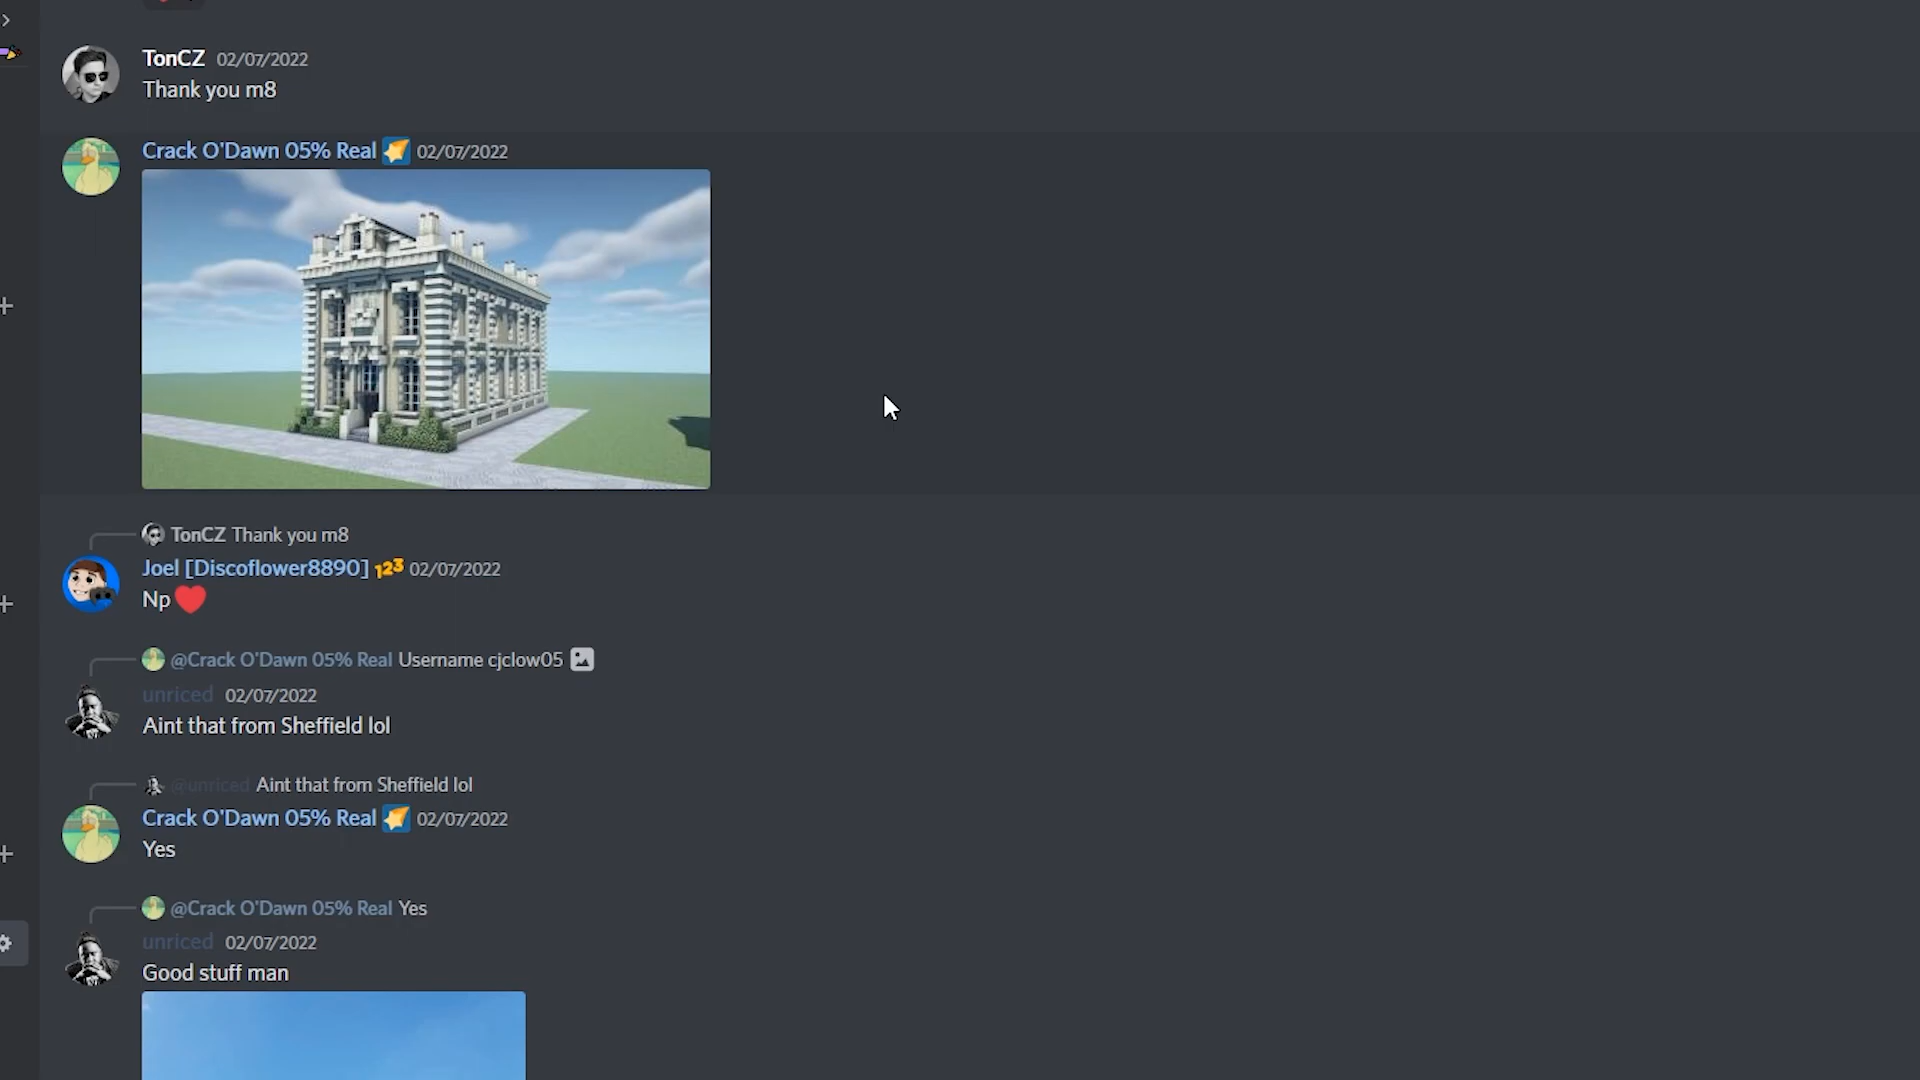 TonCZ 02/07/2022
Thank you m8
Crack O'Dawn 05% Real 02/07/2022
TonCZ Thank you m8
Joel [Discoflower8890] 123 02/07/2022
Np
@Crack O'Dawn 05% Real Username cjclow05
unriced 02/07/2022
Aint that from Sheffield lol
@unriced Aint that from Sheffield lol
Crack O'Dawn 05% Real 02/07/2022
Yes
@Crack O'Dawn 05% Real Yes
unriced 02/07/2022
Good stuff man